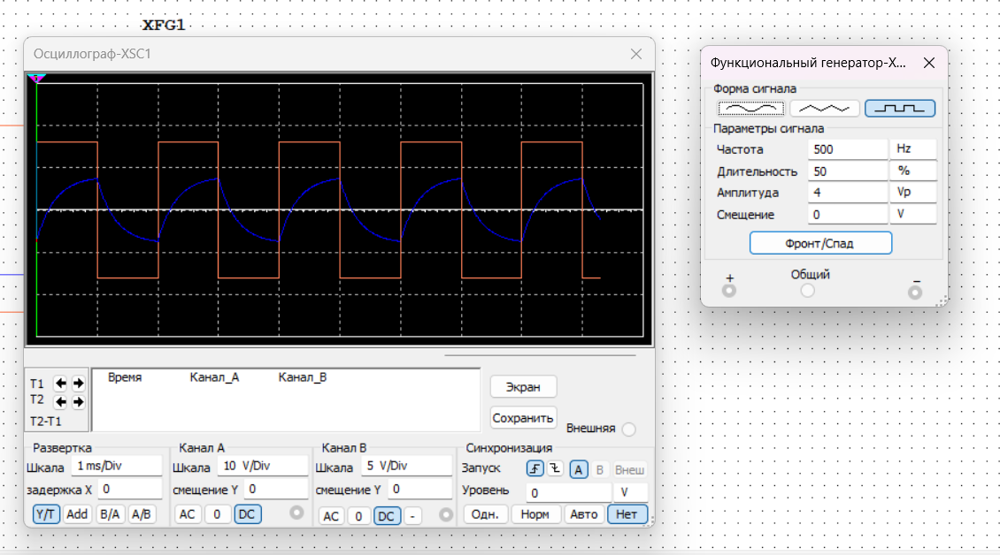 XFG1
Осциллограф-XSC1
Функциональный генератор-X...
Форма сигнала
Параметры сигнала
Частота 500 Hz
Длительность 50 %
Амплитуда 4 Vp
Смещение 0 V
Фронт/Спад
+ Общий −
Время Канал_А Канал_В
T1
T2
T2-T1
Экран
Сохранить
Внешняя
Развертка Канал А Канал В Синхронизация
Шкала 1 ms/Div Шкала 10 V/Div Шкала 5 V/Div Запуск A B Внеш
задержка X 0 смещение Y 0 смещение Y 0 Уровень 0 V
Y/T Add B/A A/B AC 0 DC AC 0 DC - Одн. Норм Авто Нет